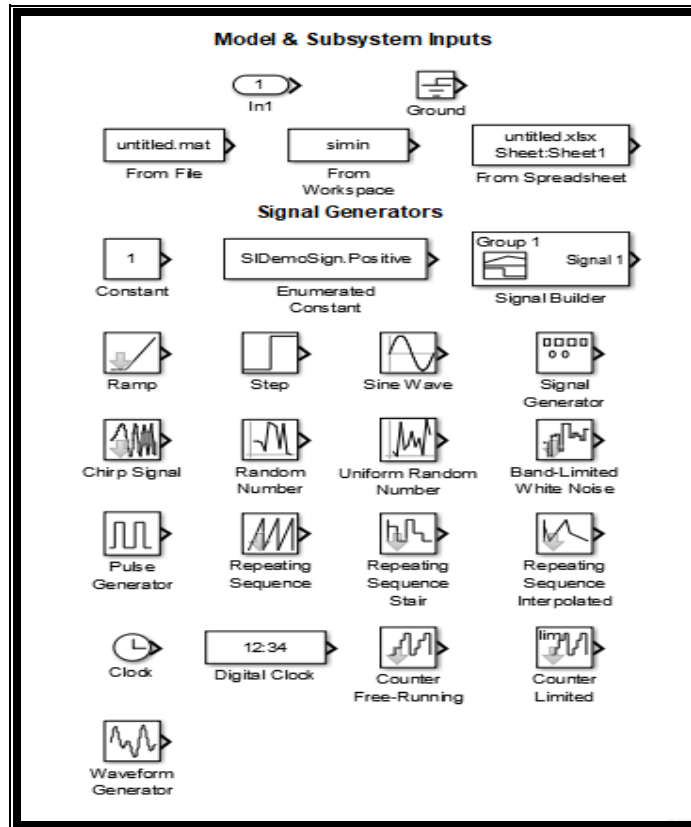 Model & Subsystem Inputs
1
In1
Ground
untitled.mat
From File
simin
From
Workspace
untitled.xlsx
Sheet:Sheet1
From Spreadsheet
Signal Generators
1
Constant
SlDemoSign.Positive
Enumerated
Constant
Group 1
Signal 1
Signal Builder
Ramp
Step
Sine Wave
Signal
Generator
Chirp Signal
Random
Number
Uniform Random
Number
Band-Limited
White Noise
Pulse
Generator
Repeating
Sequence
Repeating
Sequence
Stair
Repeating
Sequence
Interpolated
Clock
12:34
Digital Clock
Counter
Free-Running
lim
Counter
Limited
Waveform
Generator